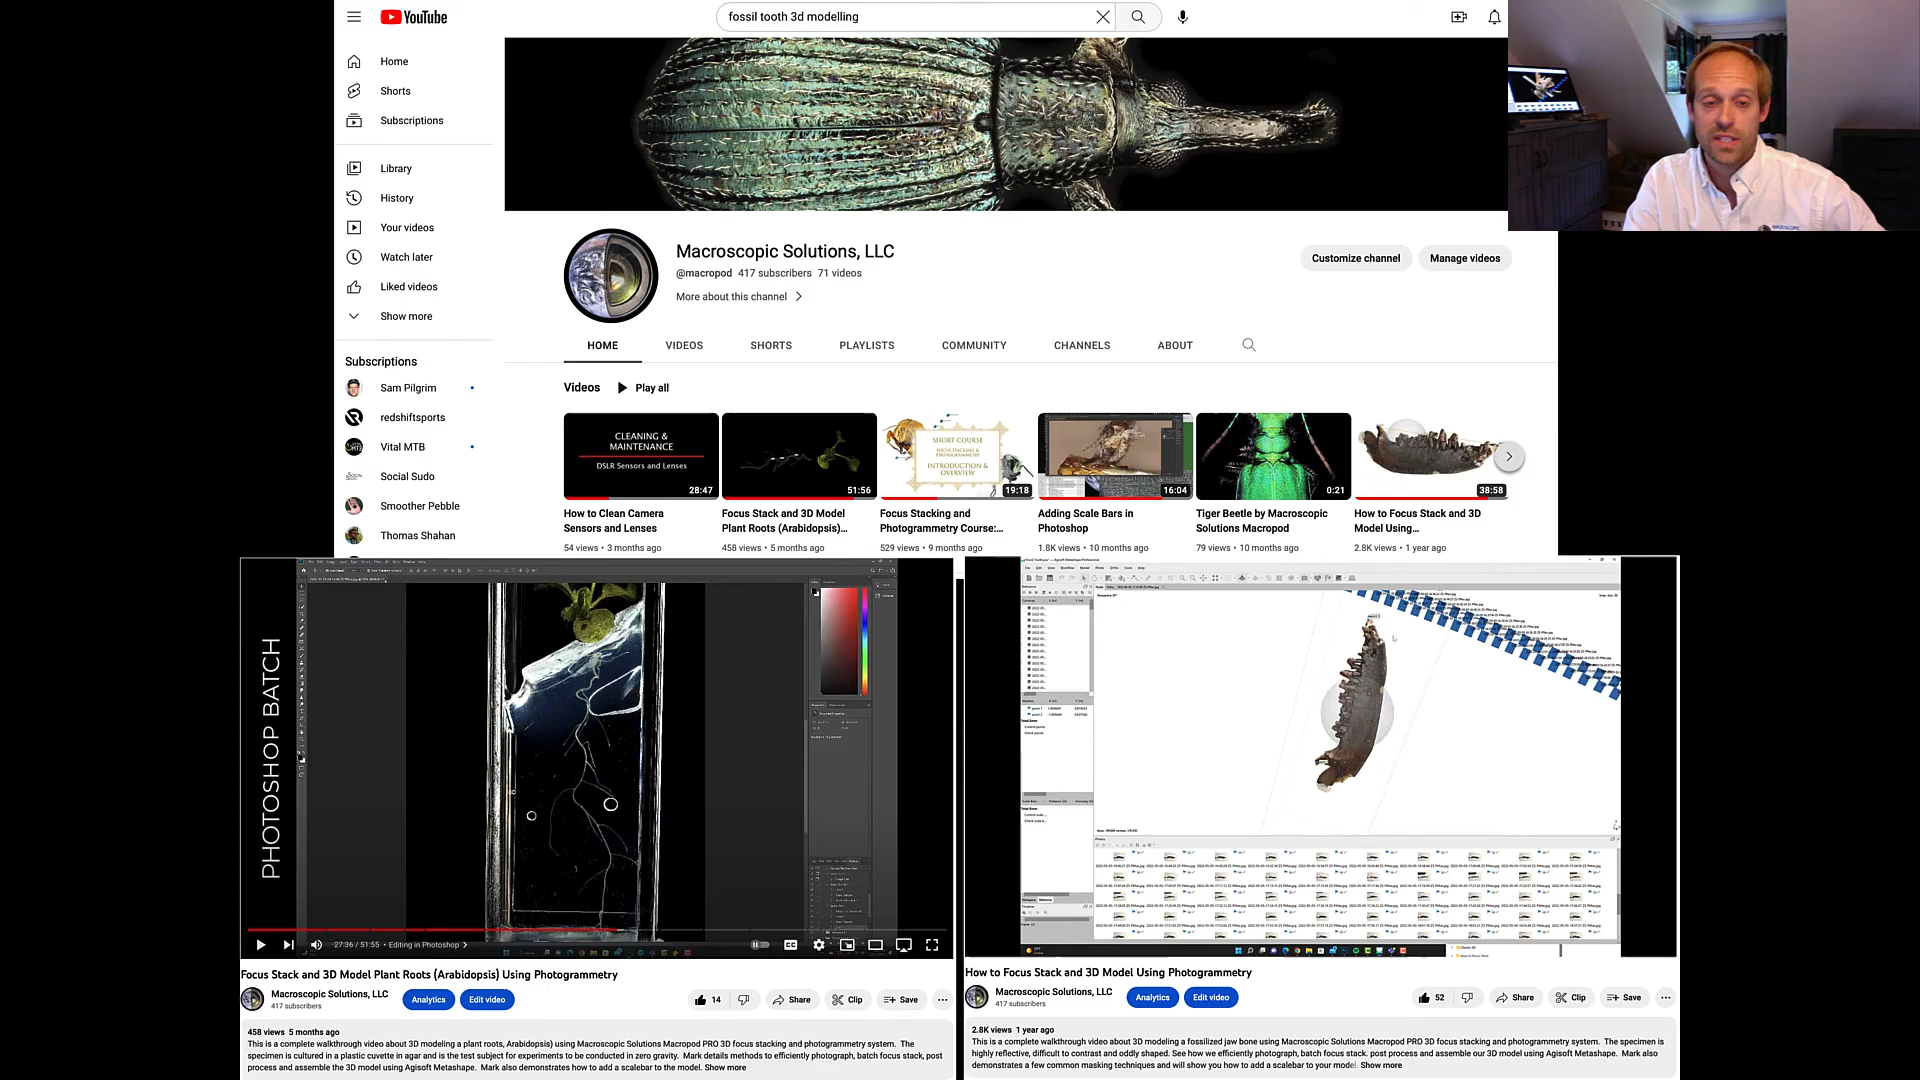 YouTube
fossil tooth 3d modelling
Home
Shorts
Subscriptions
Library
History
Your videos
Watch later
Liked videos
Show more
Subscriptions
Sam Pilgrim
redshiftsports
Vital MTB
Social Sudo
Smoother Pebble
Thomas Shahan
Macroscopic Solutions, LLC
@macropod 417 subscribers 71 videos
More about this channel
Customize channel
Manage videos
HOME VIDEOS SHORTS PLAYLISTS COMMUNITY CHANNELS ABOUT
Videos Play all
CLEANING &
MAINTENANCE
DSLR Sensors and Lenses
28:47
How to Clean Camera
Sensors and Lenses
54 views • 3 months ago
51:56
Focus Stack and 3D Model
Plant Roots (Arabidopsis)...
458 views • 5 months ago
SHORT COURSE
FOCUS STACKING &
PHOTOGRAMMETRY
INTRODUCTION &
OVERVIEW
19:18
Focus Stacking and
Photogrammetry Course:...
529 views • 9 months ago
16:04
Adding Scale Bars in
Photoshop
1.8K views • 10 months ago
0:21
Tiger Beetle by Macroscopic
Solutions Macropod
79 views • 10 months ago
38:58
How to Focus Stack and 3D
Model Using...
2.8K views • 1 year ago
PHOTOSHOP BATCH
27:36 / 51:55 • Editing in Photoshop
Focus Stack and 3D Model Plant Roots (Arabidopsis) Using Photogrammetry
Macroscopic Solutions, LLC
417 subscribers
Analytics
Edit video
14
Share
Clip
Save
458 views 5 months ago
This is a complete walkthrough video about 3D modeling a plant roots, Arabidopsis) using Macroscopic Solutions Macropod PRO 3D focus stacking and photogrammetry system. The
specimen is cultured in a plastic cuvette in agar and is the test subject for experiments to be conducted in zero gravity. Mark details methods to efficiently photograph, batch focus stack, post
process and assemble the 3D model using Agisoft Metashape. Mark also demonstrates how to add a scalebar to the model. Show more
How to Focus Stack and 3D Model Using Photogrammetry
Macroscopic Solutions, LLC
417 subscribers
Analytics
Edit video
52
Share
Clip
Save
2.8K views 1 year ago
This is a complete walkthrough video about 3D modeling a fossilized jaw bone using Macroscopic Solutions Macropod PRO 3D focus stacking and photogrammetry system. The specimen is
highly reflective, difficult to contrast and oddly shaped. See how we efficiently photograph, batch focus stack. post process and assemble our 3D model using Agisoft Metashape. Mark also
demonstrates a few common masking techniques and will show you how to add a scalebar to your model. Show more